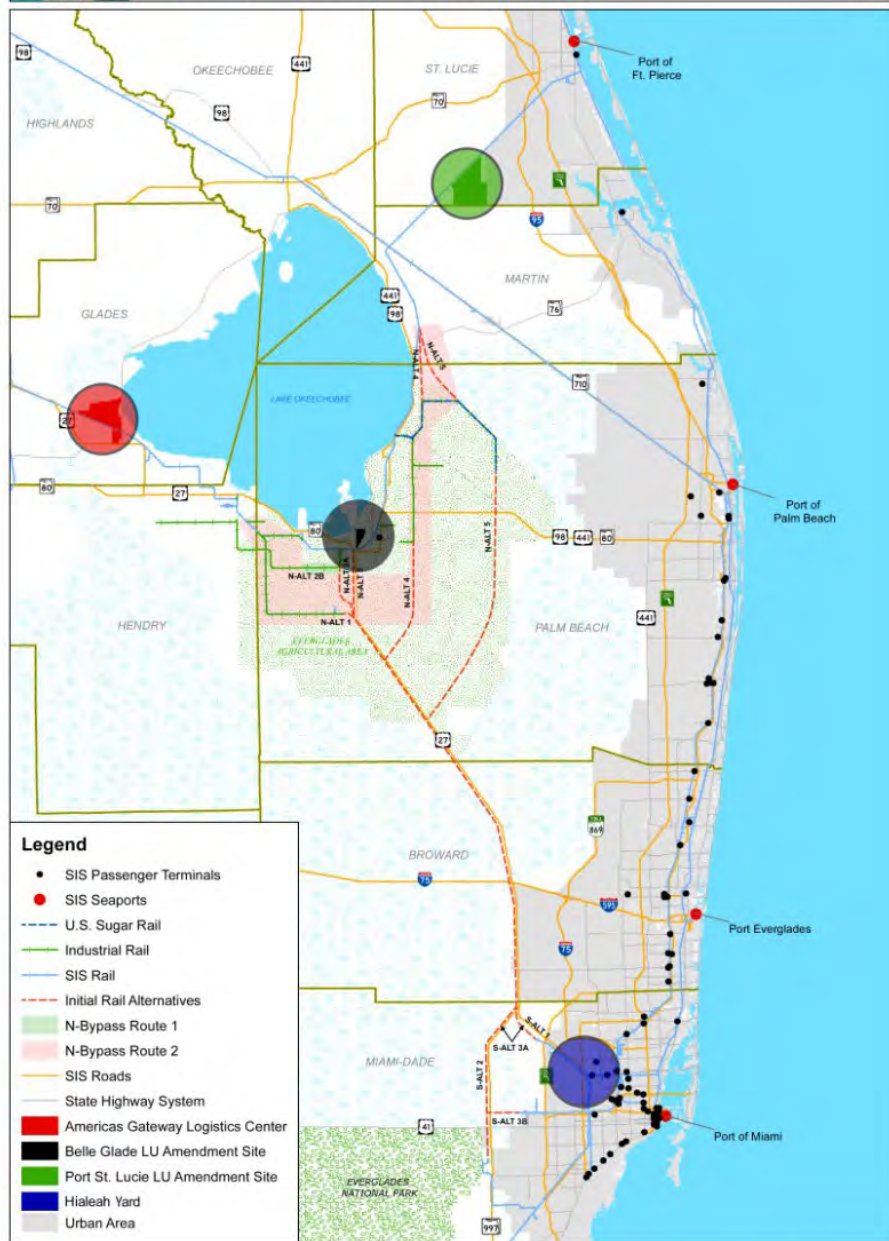 98
OKEECHOBEE
441
ST. LUCIE
Port of
Ft. Pierce
70
98
HIGHLANDS
70
95
441
98
MARTIN
76
GLADES
N-ALT 4
N-ALT 5
710
LAKE OKEECHOBEE
27
80
27
Port of
Palm Beach
80
98
441
80
N-ALT 5
N-ALT 2B
N-ALT 4
441
N-ALT 1
HENDRY
PALM BEACH
EVERGLADES
AGRICULTURAL AREA
27
869
BROWARD
75
595
Port Everglades
75
S-ALT 1
S-ALT 3A
MIAMI-DADE
S-ALT 2
S-ALT 3B
41
Port of Miami
EVERGLADES
NATIONAL PARK
997
Legend
SIS Passenger Terminals
SIS Seaports
U.S. Sugar Rail
Industrial Rail
SIS Rail
Initial Rail Alternatives
N-Bypass Route 1
N-Bypass Route 2
SIS Roads
State Highway System
Americas Gateway Logistics Center
Belle Glade LU Amendment Site
Port St. Lucie LU Amendment Site
Hialeah Yard
Urban Area